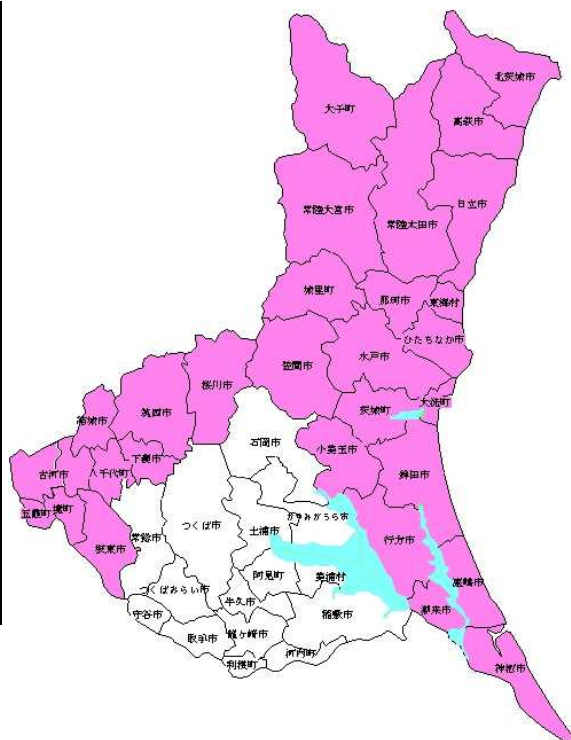 北茨城市
大子町
高萩市
日立市
常陸大宮市
常陸太田市
城里町
那珂市
東海村
ひたちなか市
水戸市
笠間市
大洗町
茨城町
桜川市
筑西市
結城市
石岡市
小美玉市
下妻市
八千代町
古河市
鉾田市
五霞町
境町
かすみがうら市
つくば市
土浦市
常総市
行方市
坂東市
阿見町
美浦村
鹿嶋市
つくばみらい市
牛久市
守谷市
稲敷市
潮来市
取手市
龍ヶ崎市
河内町
利根町
神栖市